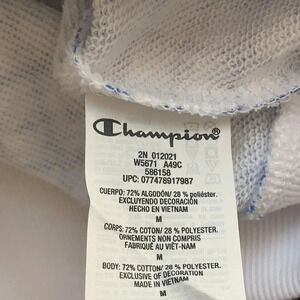 Champion®
2N 012021
W5671 A49C
586158
UPC: 077478917987
CUERPO: 72% ALGODÓN/ 28 % poliéster.
EXCLUYENDO DECORACIÓN
HECHO EN VIETNAM
M
CORPS: 72% COTON/ 28 % POLYESTER.
ORNEMENTS NON COMPRIS
FABRIQUÉ AU VIÊT-NAM
M
BODY: 72% COTTON/ 28 % POLYESTER.
EXCLUSIVE OF DECORATION
MADE IN VIETNAM
M